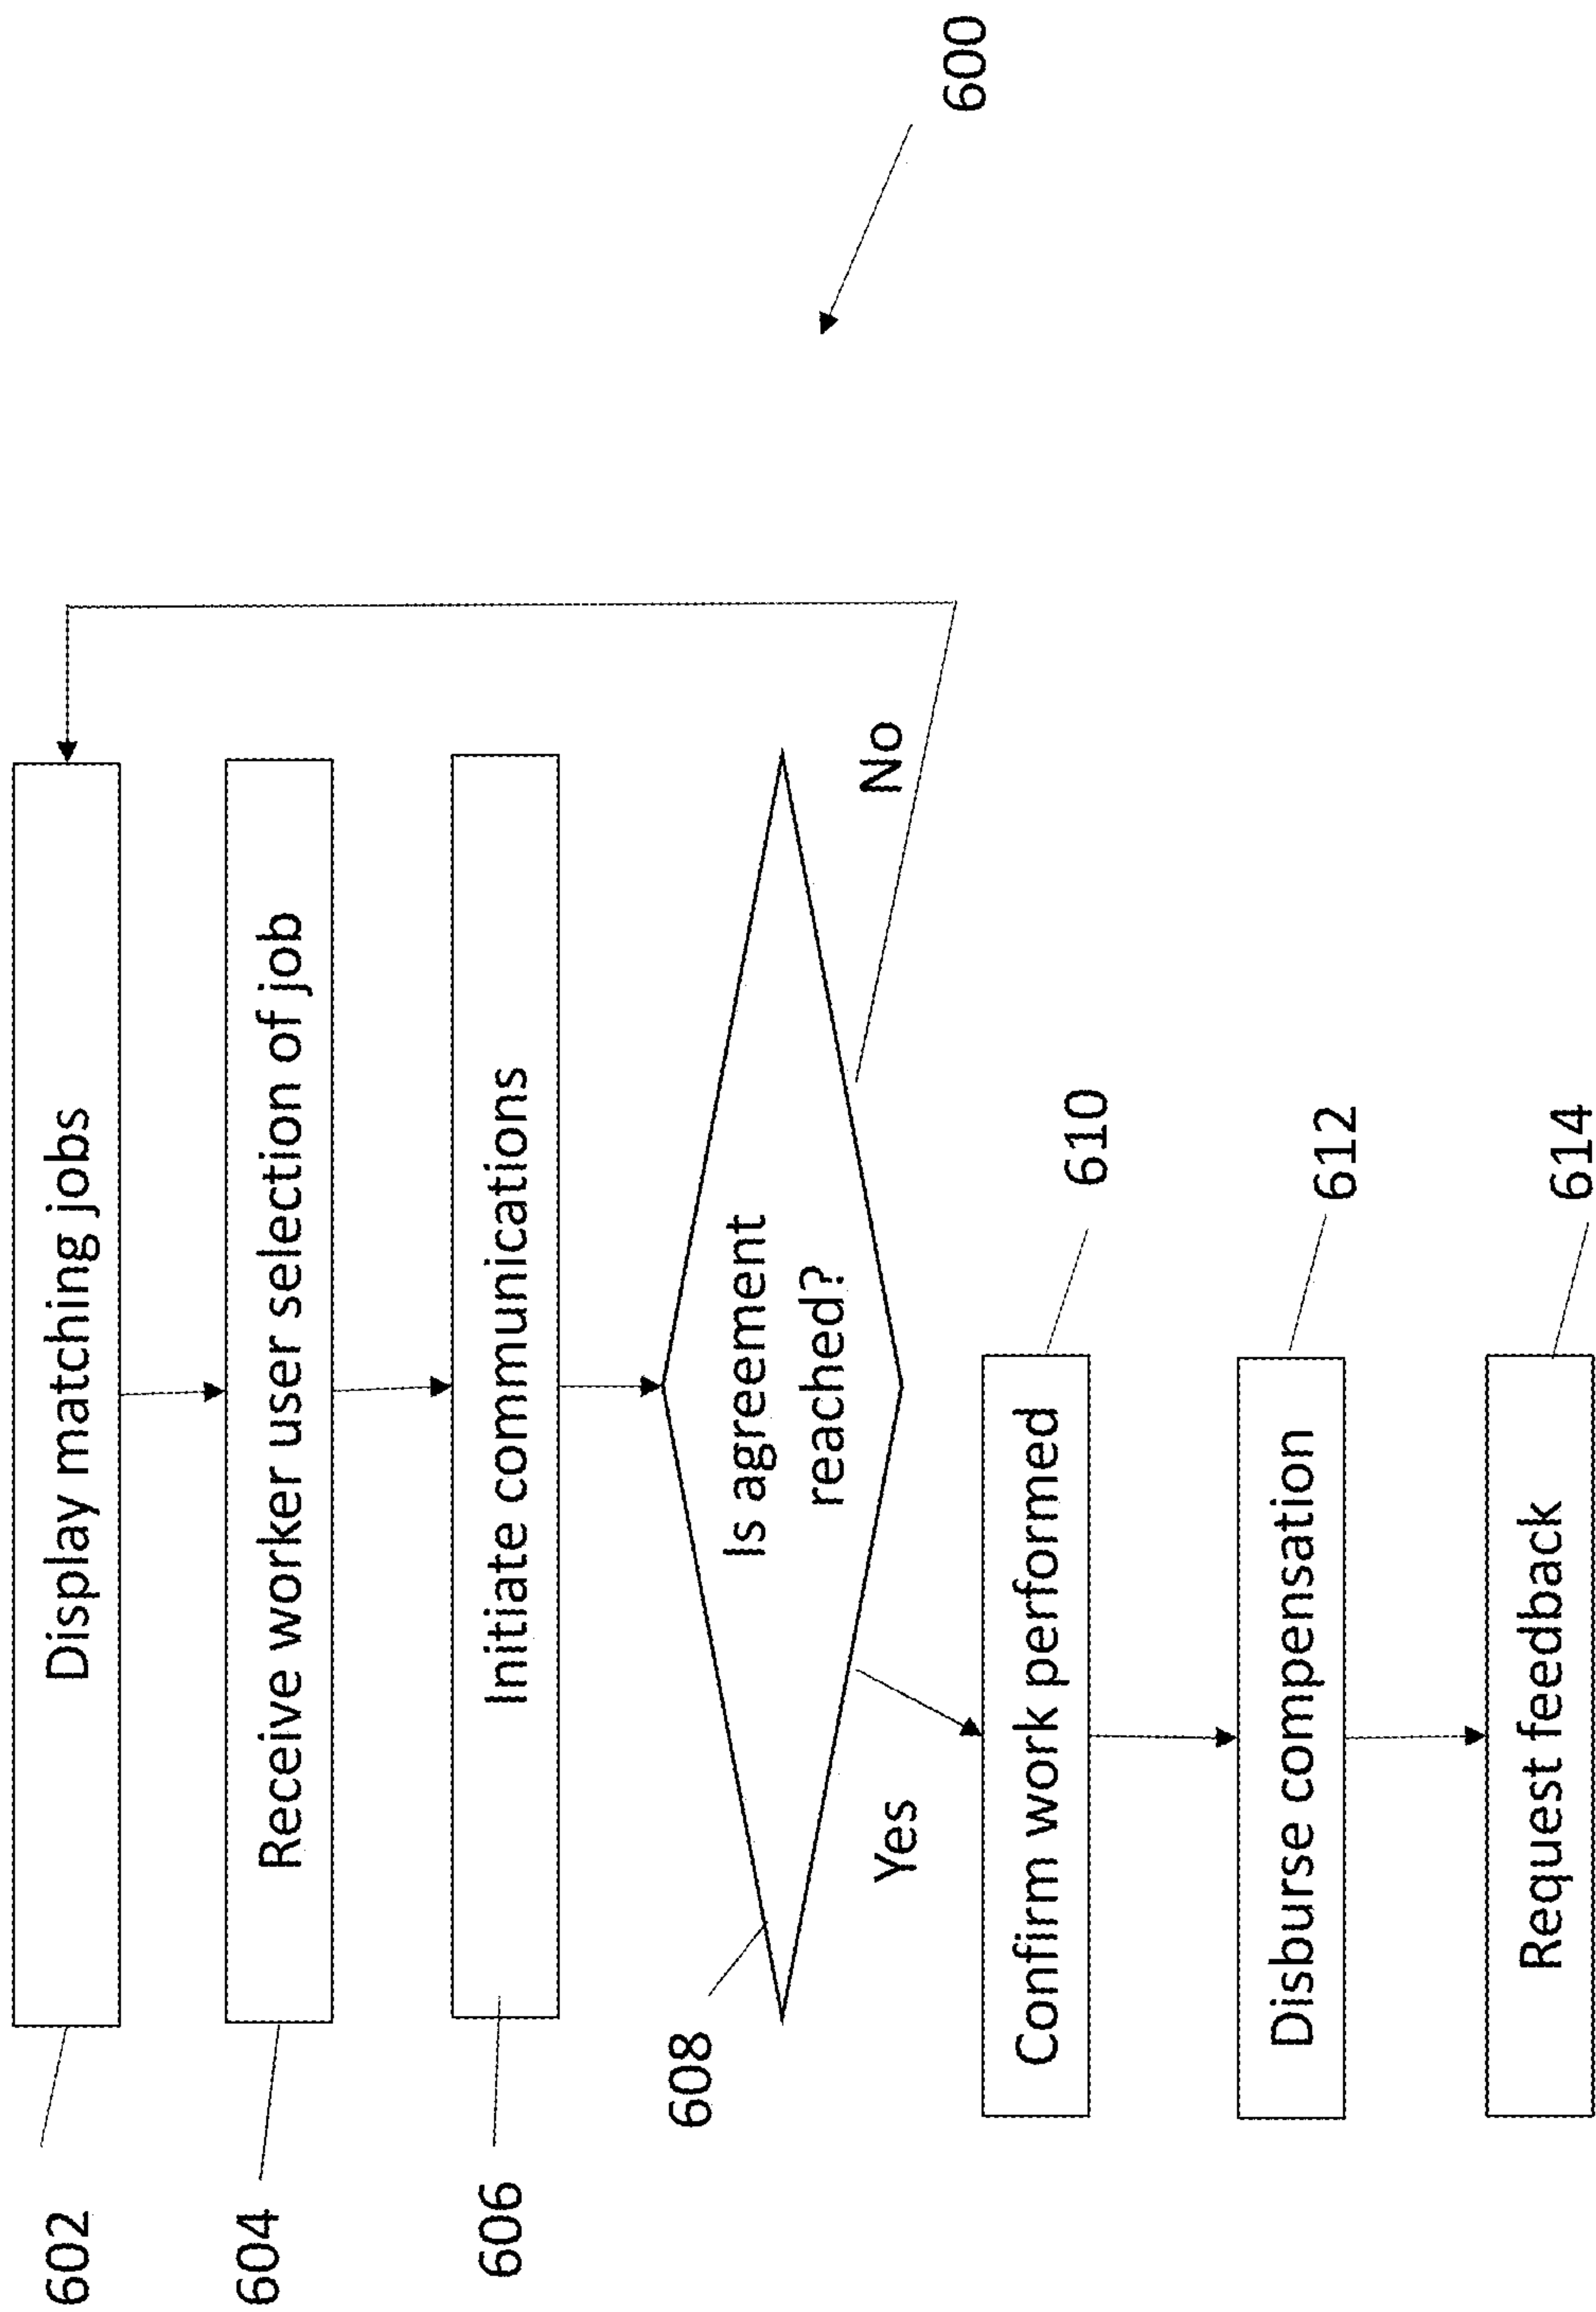 602
Display matching jobs
604
Receive worker user selection of job
606
Initiate communications
608
Is agreement
reached?
No
Yes
Confirm work performed
610
Disburse compensation
612
Request feedback
614
600